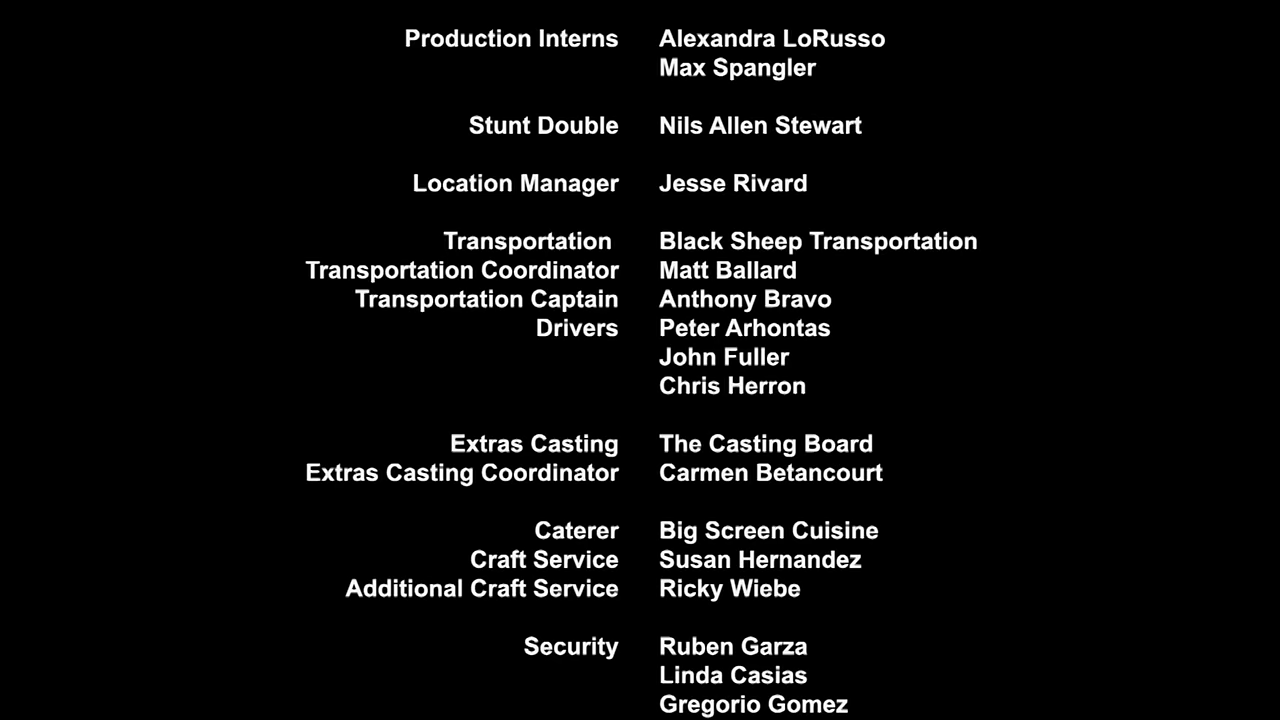 Production Interns Alexandra LoRusso
Max Spangler
Stunt Double Nils Allen Stewart
Location Manager Jesse Rivard
Transportation Black Sheep Transportation
Transportation Coordinator Matt Ballard
Transportation Captain Anthony Bravo
Drivers Peter Arhontas
John Fuller
Chris Herron
Extras Casting The Casting Board
Extras Casting Coordinator Carmen Betancourt
Caterer Big Screen Cuisine
Craft Service Susan Hernandez
Additional Craft Service Ricky Wiebe
Security Ruben Garza
Linda Casias
Gregorio Gomez